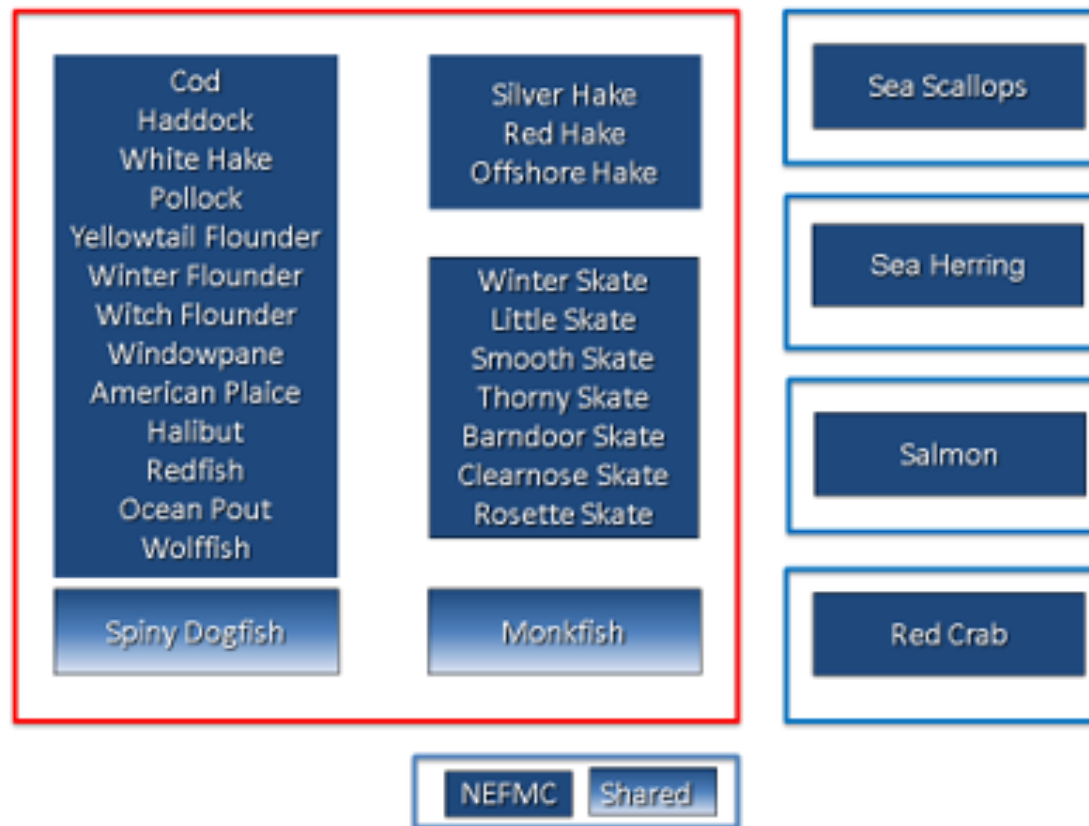 Cod
Haddock
White Hake
Pollock
Yellowtail Flounder
Winter Flounder
Witch Flounder
Windowpane
American Plaice
Halibut
Redfish
Ocean Pout
Wolffish
Spiny Dogfish
Silver Hake
Red Hake
Offshore Hake
Winter Skate
Little Skate
Smooth Skate
Thorny Skate
Barndoor Skate
Clearnose Skate
Rosette Skate
Monkfish
Sea Scallops
Sea Herring
Salmon
Red Crab
NEFMC
Shared